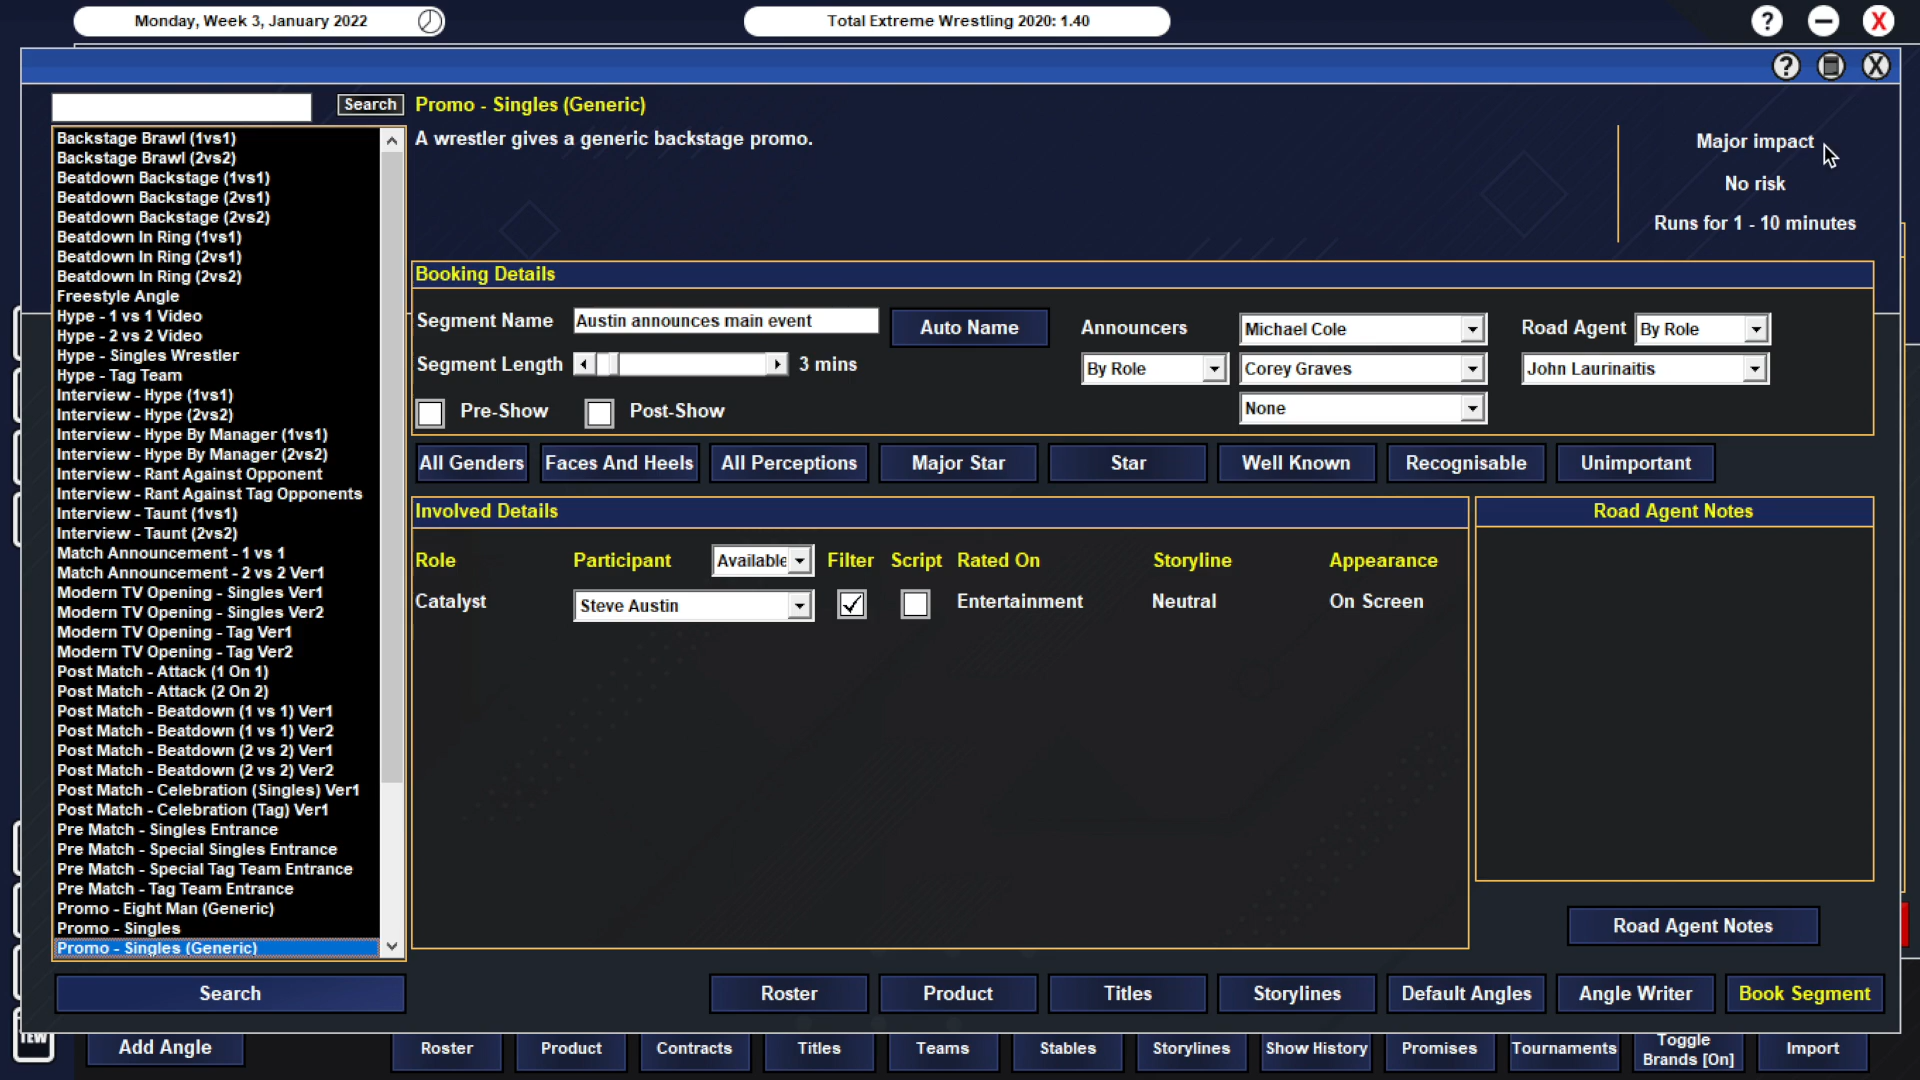 Monday, Week 3, January 2022
Total Extreme Wrestling 2020: 1.40
?
X
?
X
Search
Promo - Singles (Generic)
A wrestler gives a generic backstage promo.
Major impact
No risk
Runs for 1 - 10 minutes
Backstage Brawl (1vs1)
Backstage Brawl (2vs2)
Beatdown Backstage (1vs1)
Beatdown Backstage (2vs1)
Beatdown Backstage (2vs2)
Beatdown In Ring (1vs1)
Beatdown In Ring (2vs1)
Beatdown In Ring (2vs2)
Freestyle Angle
Hype - 1 vs 1 Video
Hype - 2 vs 2 Video
Hype - Singles Wrestler
Hype - Tag Team
Interview - Hype (1vs1)
Interview - Hype (2vs2)
Interview - Hype By Manager (1vs1)
Interview - Hype By Manager (2vs2)
Interview - Rant Against Opponent
Interview - Rant Against Tag Opponents
Interview - Taunt (1vs1)
Interview - Taunt (2vs2)
Match Announcement - 1 vs 1
Match Announcement - 2 vs 2 Ver1
Modern TV Opening - Singles Ver1
Modern TV Opening - Singles Ver2
Modern TV Opening - Tag Ver1
Modern TV Opening - Tag Ver2
Post Match - Attack (1 On 1)
Post Match - Attack (2 On 2)
Post Match - Beatdown (1 vs 1) Ver1
Post Match - Beatdown (1 vs 1) Ver2
Post Match - Beatdown (2 vs 2) Ver1
Post Match - Beatdown (2 vs 2) Ver2
Post Match - Celebration (Singles) Ver1
Post Match - Celebration (Tag) Ver1
Pre Match - Singles Entrance
Pre Match - Special Singles Entrance
Pre Match - Special Tag Team Entrance
Pre Match - Tag Team Entrance
Promo - Eight Man (Generic)
Promo - Singles
Promo - Singles (Generic)
Search
Booking Details
Segment Name Austin announces main event Auto Name Announcers Michael Cole Road Agent By Role
Segment Length 3 mins By Role Corey Graves John Laurinaitis
Pre-Show Post-Show None
All Genders Faces And Heels All Perceptions Major Star Star Well Known Recognisable Unimportant
Involved Details
Role Participant Available Filter Script Rated On Storyline Appearance
Catalyst Steve Austin Entertainment Neutral On Screen
Road Agent Notes
Road Agent Notes
Roster Product Titles Storylines Default Angles Angle Writer Book Segment
TEW
Add Angle Roster Product Contracts Titles Teams Stables Storylines Show History Promises Tournaments Toggle Brands [On] Import